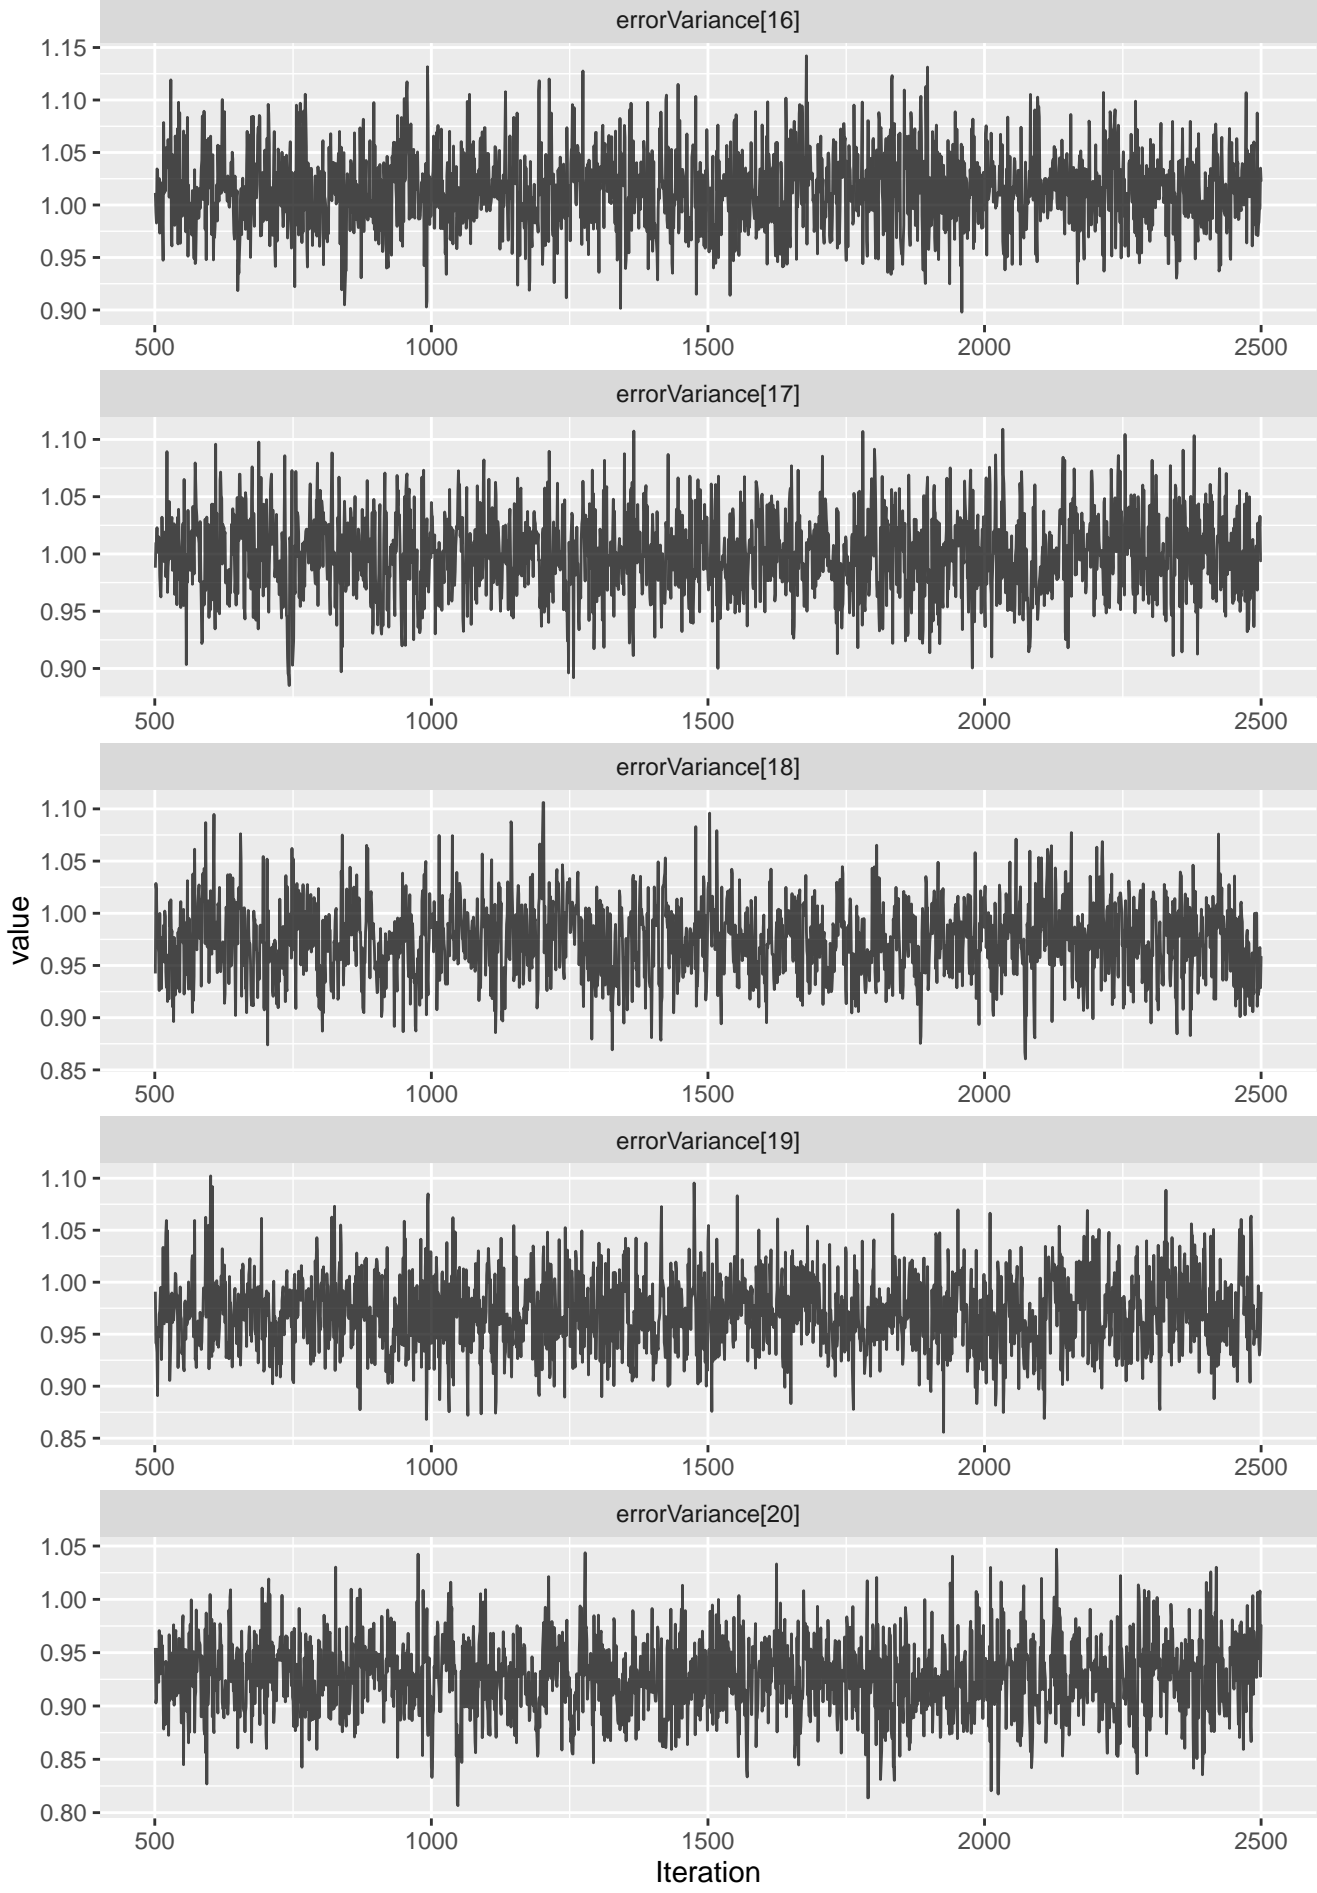 errorVariance[16]
1.15
1.10
1.05
1.00
0.95
0.90
500 1000 1500 2000 2500
errorVariance[17]
1.10
1.05
1.00
0.95
0.90
500 1000 1500 2000 2500
errorVariance[18]
1.10
1.05
1.00
0.95
0.90
0.85
500 1000 1500 2000 2500
value
errorVariance[19]
1.10
1.05
1.00
0.95
0.90
0.85
500 1000 1500 2000 2500
errorVariance[20]
1.05
1.00
0.95
0.90
0.85
0.80
500 1000 1500 2000 2500
Iteration